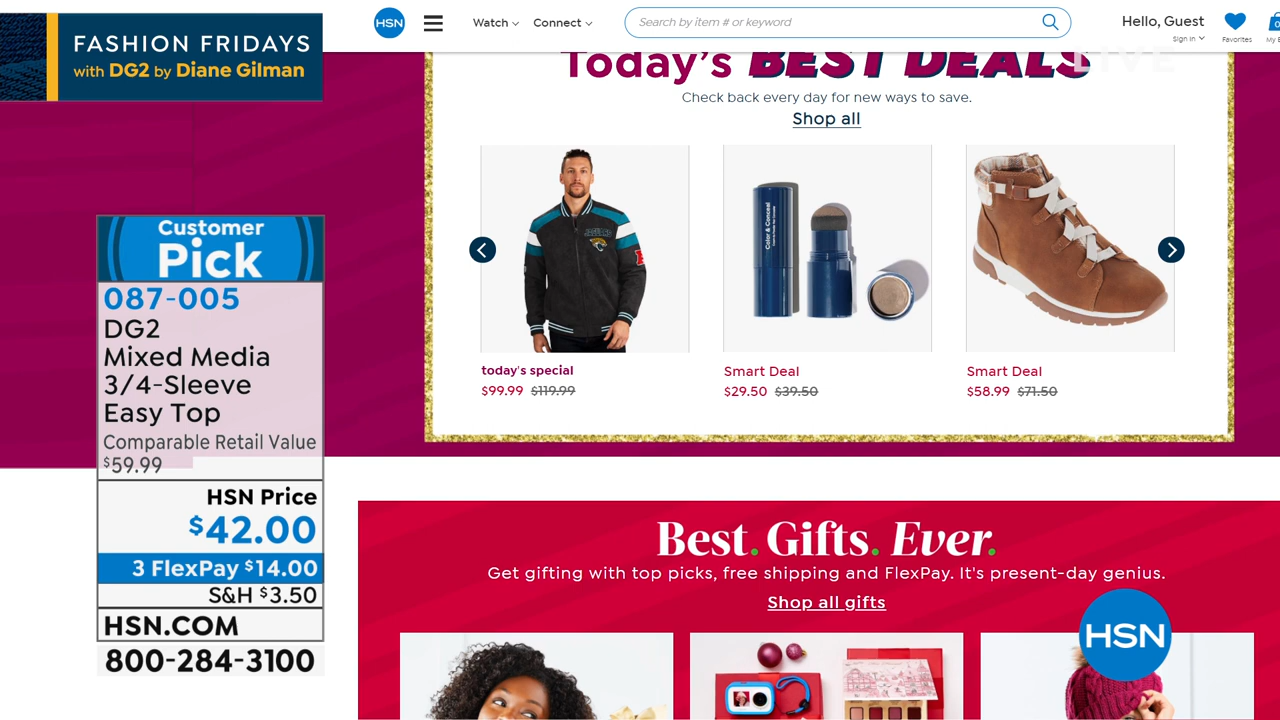 FASHION FRIDAYS
with DG2 by Diane Gilman
Customer
Pick
087-005
DG2
Mixed Media
3/4-Sleeve
Easy Top
Comparable Retail Value
$59.99
HSN Price
$42.00
3 FlexPay $14.00
S&H $3.50
HSN.COM
800-284-3100
HSN
Watch
Connect
Search by item # or keyword
Hello, Guest
Sign In
Favorites
0
LIVE
Today's BEST DEALS
Check back every day for new ways to save.
Shop all
JAGUARS
Color & Conceal
today's special
$99.99 $119.99
Smart Deal
$29.50 $39.50
Smart Deal
$58.99 $71.50
Best. Gifts. Ever.
Get gifting with top picks, free shipping and FlexPay. It's present-day genius.
Shop all gifts
HSN